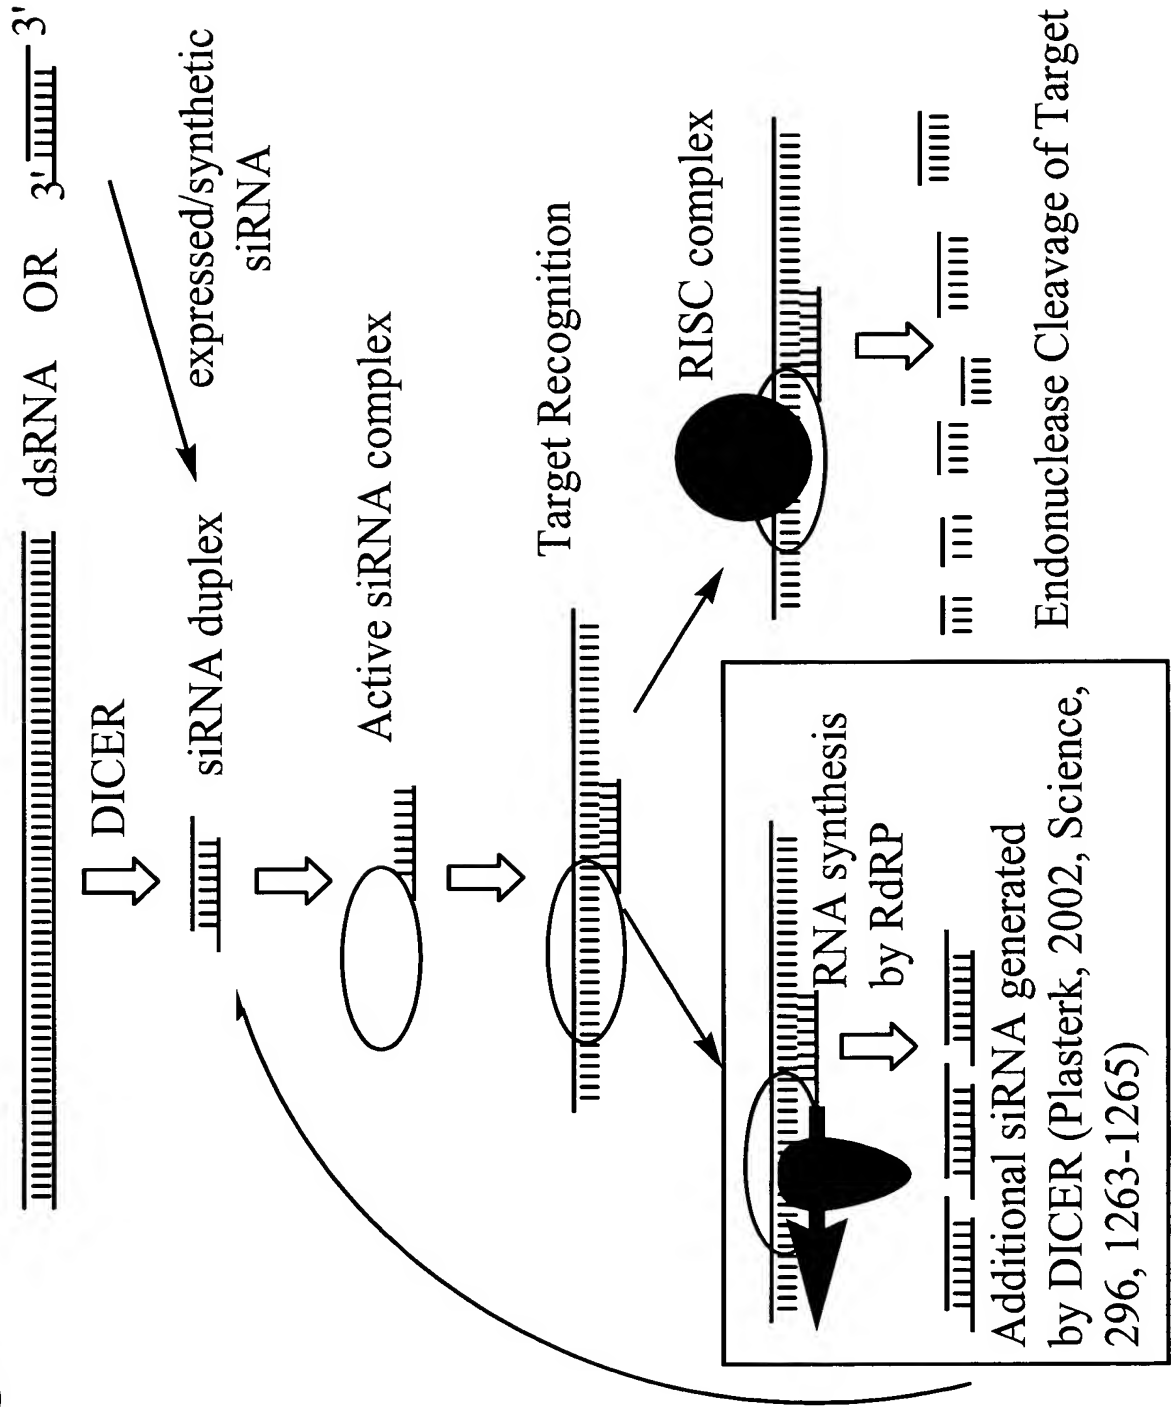 dsRNA OR 3' 3'
DICER
siRNA duplex
expressed/synthetic
siRNA
Active siRNA complex
Target Recognition
RISC complex
RNA synthesis
by RdRP
Additional siRNA generated
by DICER (Plasterk, 2002, Science,
296, 1263-1265)
Endonuclease Cleavage of Target